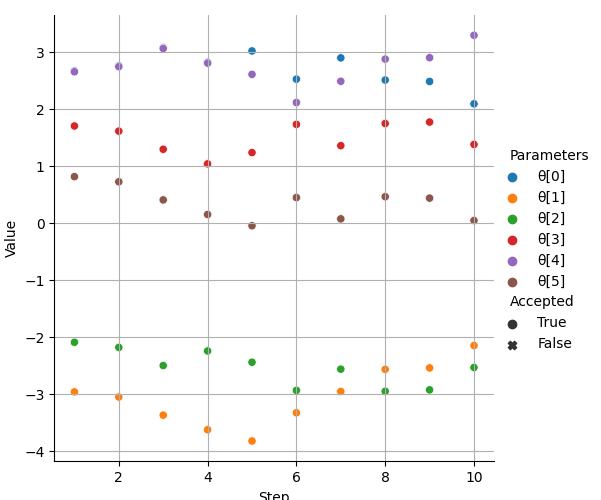 3
2
1
0
−1
−2
−3
−4
Value
2
4
6
8
10
Step
Parameters
θ[0]
θ[1]
θ[2]
θ[3]
θ[4]
θ[5]
Accepted
True
False